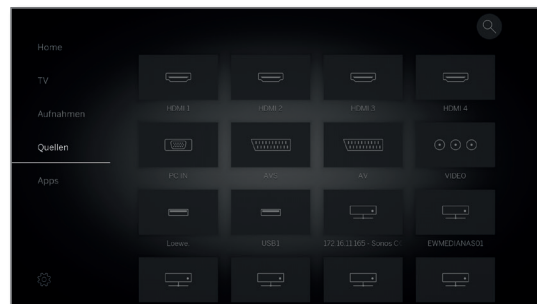 Home
TV
Aufnahmen
Quellen
Apps
HDMI 1
HDMI 2
HDMI 3
HDMI 4
PC IN
AVS
AV
VIDEO
Loewe
USB1
172.16.11.165 - Sonos C
EWMEDIANAS01